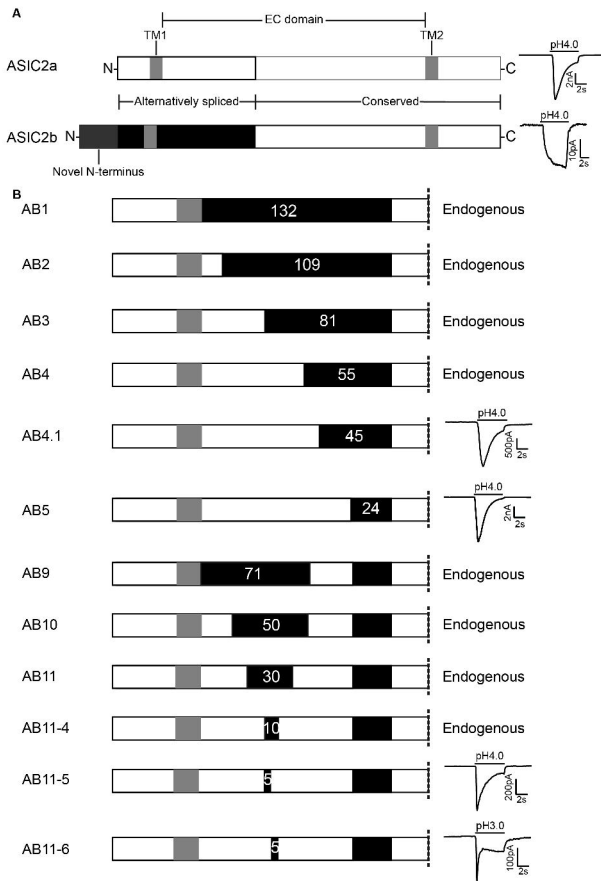 A
EC domain
TM1
TM2
ASIC2a
N
C
pH4.0
2nA
2s
Alternatively spliced
Conserved
ASIC2b
N
C
pH4.0
10pA
2s
Novel N-terminus
B
AB1
132
Endogenous
AB2
109
Endogenous
AB3
81
Endogenous
AB4
55
Endogenous
AB4.1
45
pH4.0
500pA
2s
AB5
24
pH4.0
2nA
2s
AB9
71
Endogenous
AB10
50
Endogenous
AB11
30
Endogenous
AB11-4
10
Endogenous
AB11-5
5
pH4.0
200pA
2s
AB11-6
5
pH3.0
100pA
2s